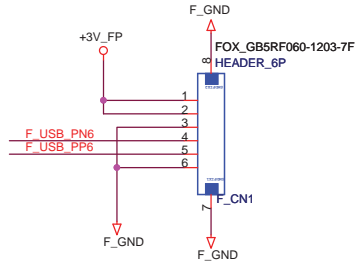 F_GND
+3V_FP
FOX_GB5RF060-1203-7F
HEADER_6P
8
1
2
3
F_USB_PN6
4
F_USB_PP6
5
6
F_CN1
7
F_GND
F_GND